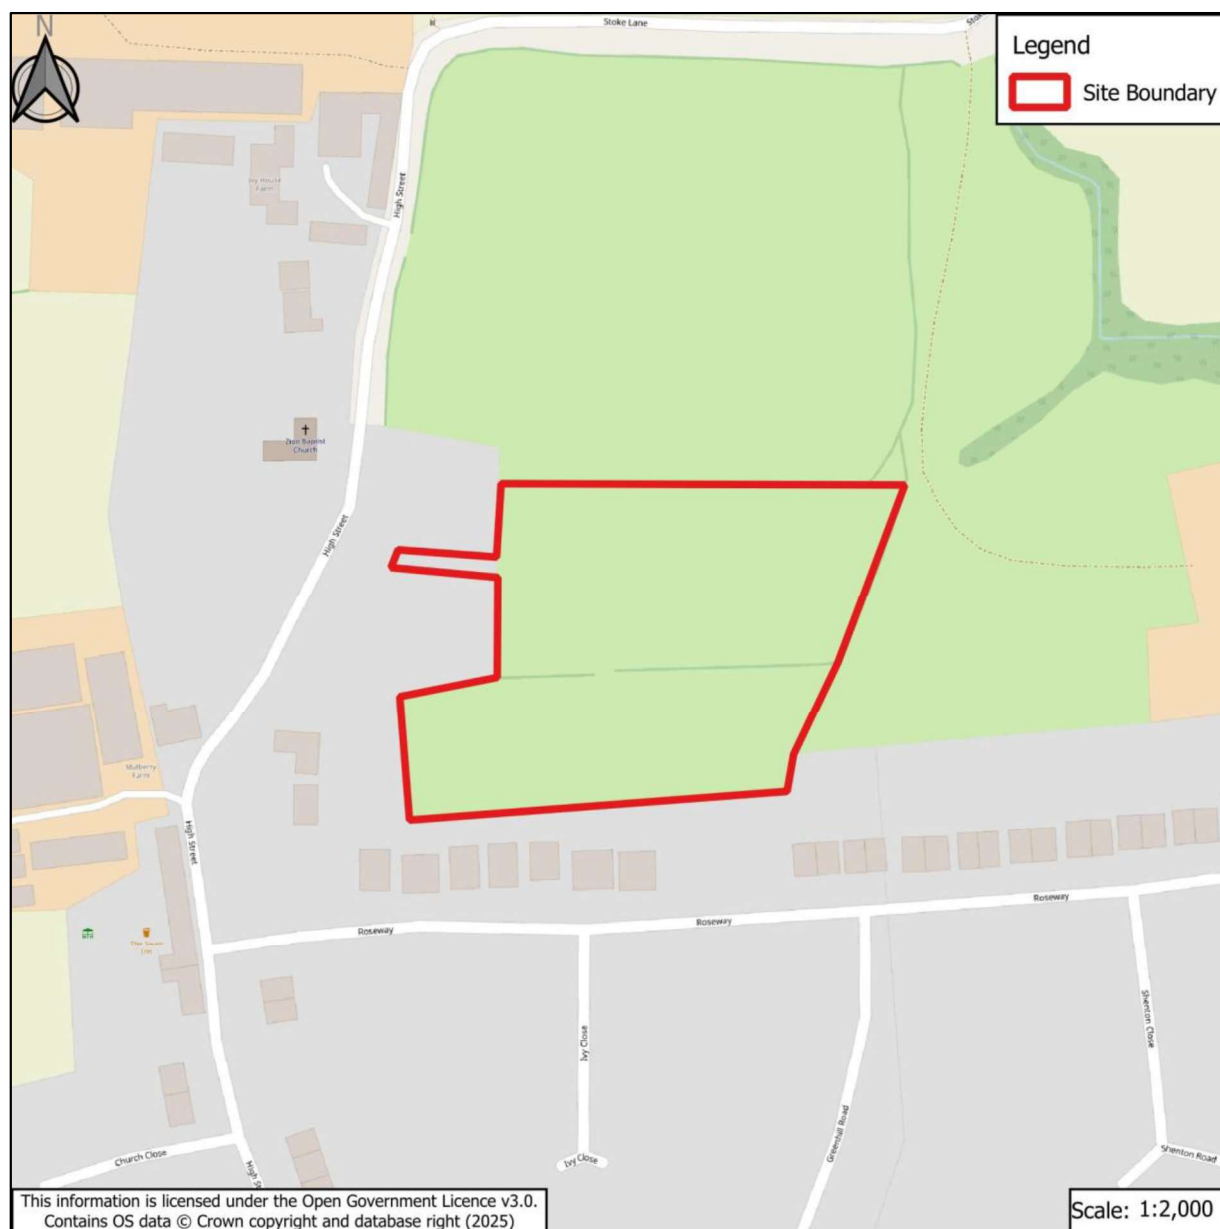 N
Stoke Lane
Stoke
Legend
Site Boundary
Ivy House
Farm
High Street
Zion Baptist
Church
High Street
Mulberry
Farm
High Street
The Swan
Inn
Roseway
Roseway
Roseway
Ivy Close
Shenton Close
Greenhill Road
Ivy Close
Church Close
High St
Shenton Road
This information is licensed under the Open Government Licence v3.0.
Contains OS data © Crown copyright and database right (2025)
Scale: 1:2,000